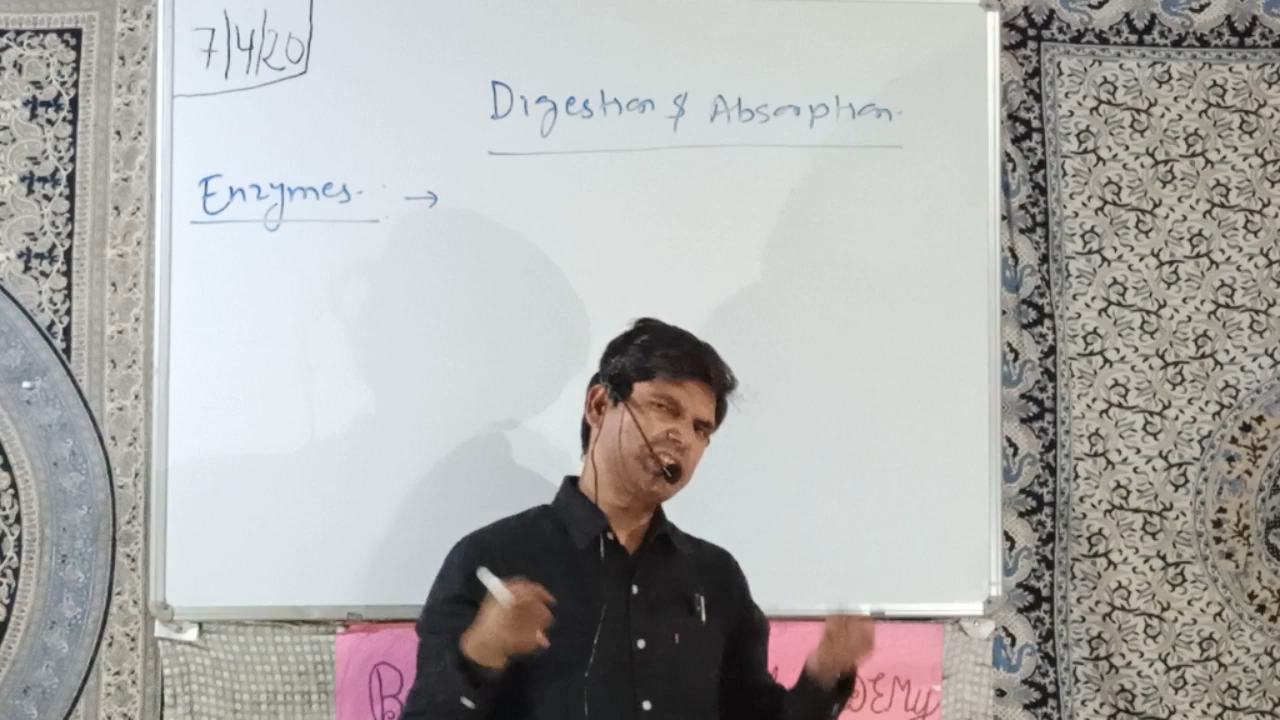 7/4/20
Digestion & Absorption.
Enzymes. : →